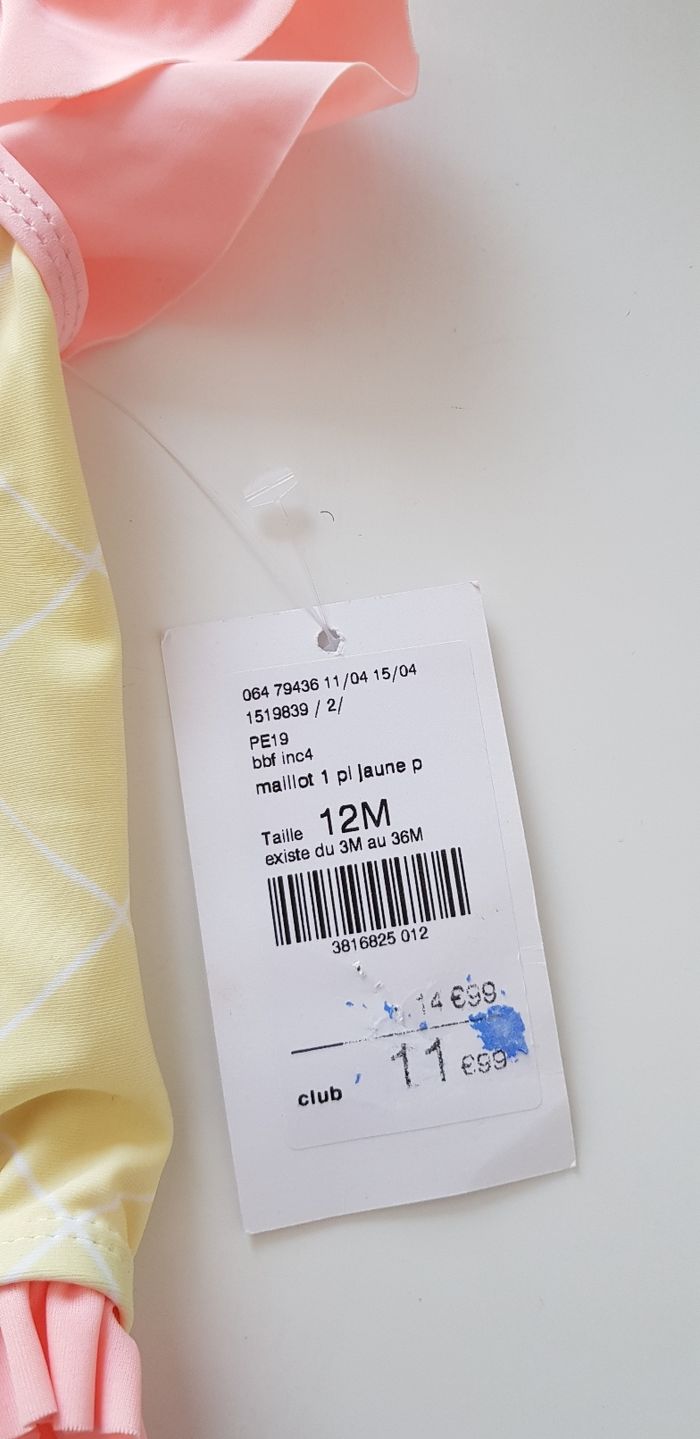 064 79436 11/04 15/04
1519839 / 2/
PE19
bbf inc4
maillot 1 pl jaune p
Taille 12M
existe du 3M au 36M
3816825 012
14 €99
club 11 €99